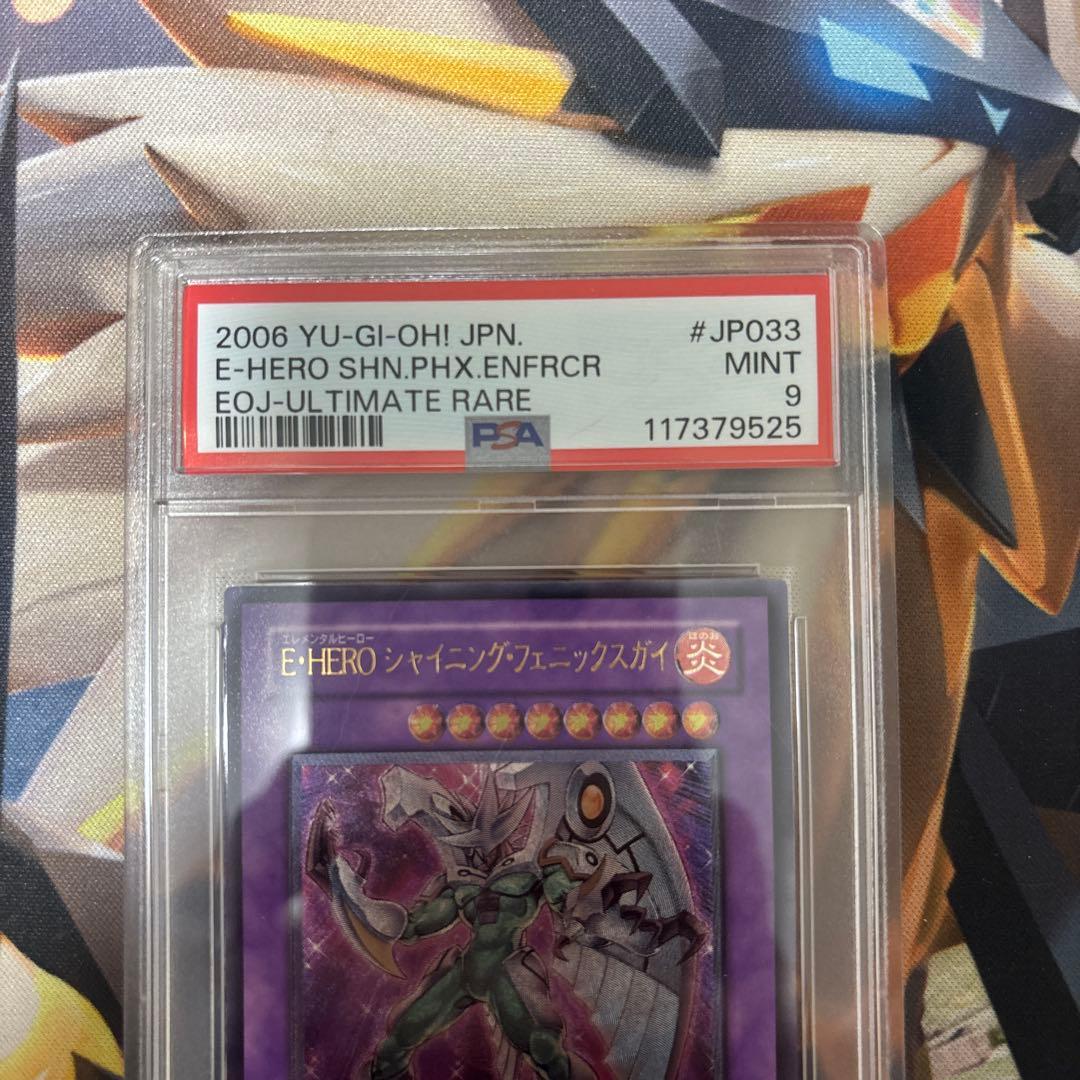 2006 YU-GI-OH! JPN. #JP033
E-HERO SHN.PHX.ENFRCR MINT
EOJ-ULTIMATE RARE 9
PSA 117379525
エレメンタルヒーロー
E・HERO シャイニング・フェニックスガイ
ほのお
炎